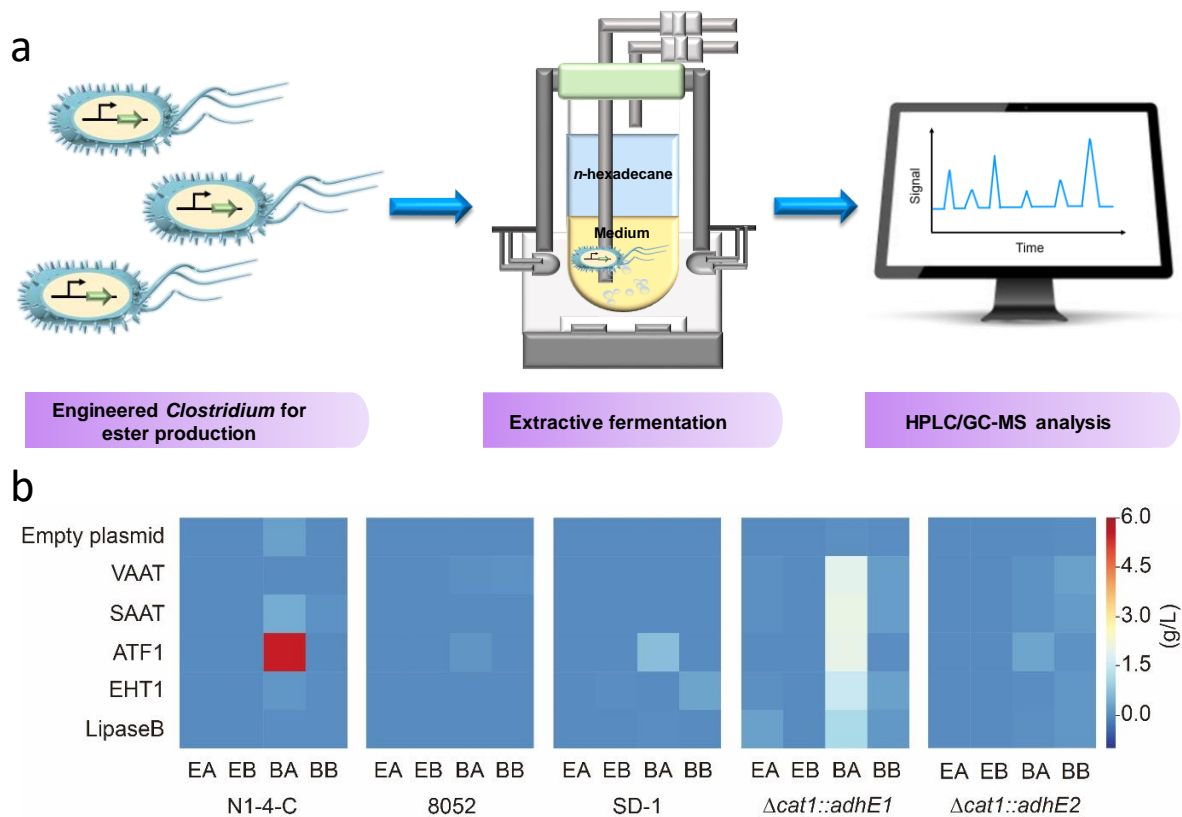 a
n-hexadecane
Medium
Signal
Time
Engineered Clostridium for
ester production
Extractive fermentation
HPLC/GC-MS analysis
b
Empty plasmid
VAAT
SAAT
ATF1
EHT1
LipaseB
EA EB BA BB
N1-4-C
EA EB BA BB
8052
EA EB BA BB
SD-1
EA EB BA BB
Δcat1::adhE1
EA EB BA BB
Δcat1::adhE2
6.0
4.5
3.0
1.5
0.0
(g/L)